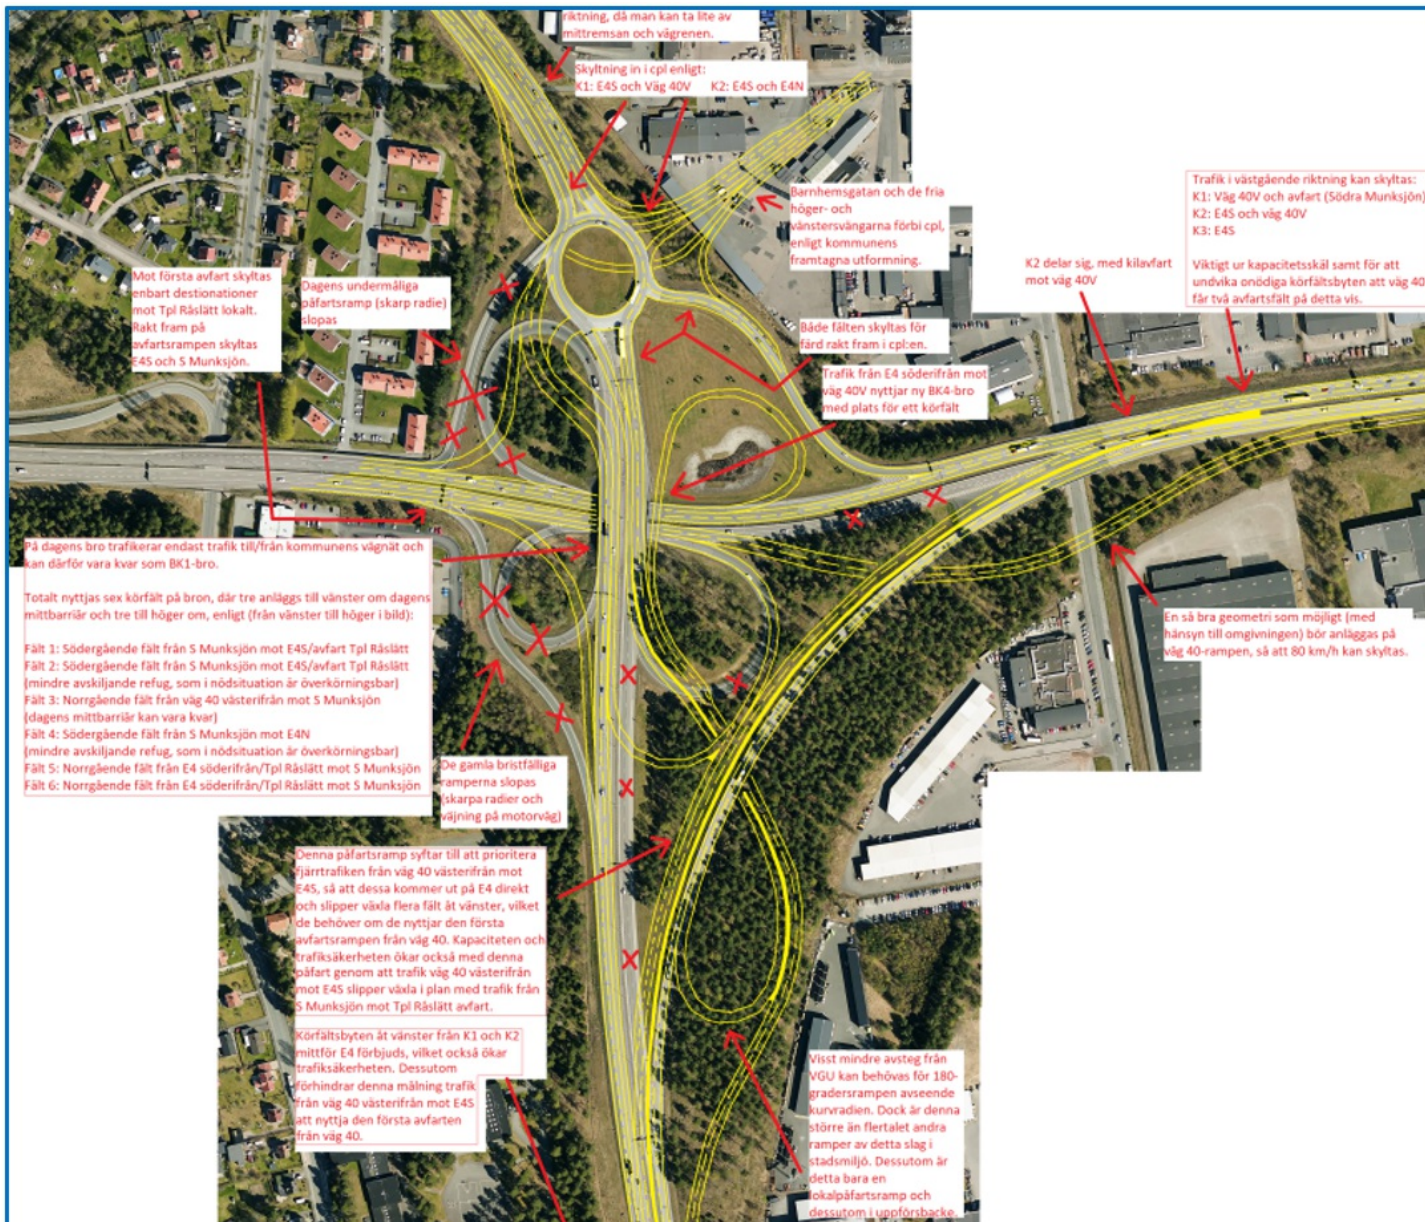 riktning, då man kan ta lite av
mittremsan och vägrenen.
Skyltning in i cpl enligt:
K1: E4S och Väg 40V K2: E4S och E4N
Barnhemsgatan och de fria
höger- och
vänstersvängarna förbi cpl,
enligt kommunens
framtagna utformning.
Trafik i västgående riktning kan skyltas:
K1: Väg 40V och avfart (Södra Munksjön)
K2: E4S och väg 40V
K3: E4S
Viktigt ur kapacitetsskäl samt för att
undvika onödiga körfältsbyten att väg 40
får två avfartsfält på detta vis.
K2 delar sig, med kilavfart
mot väg 40V
Mot första avfart skyltas
enbart destionationer
mot Tpl Råslätt lokalt.
Rakt fram på
avfartsrampen skyltas
E4S och S Munksjön.
Dagens undermåliga
påfartsramp (skarp radie)
slopas
Både fälten skyltas för
färd rakt fram i cpl:en.
Trafik från E4 söderifrån mot
väg 40V nyttjar ny BK4-bro
med plats för ett körfält
På dagens bro trafikerar endast trafik till/från kommunens vägnät och
kan därför vara kvar som BK1-bro.
Totalt nyttjas sex körfält på bron, där tre anläggs till vänster om dagens
mittbarriär och tre till höger om, enligt (från vänster till höger i bild):
Fält 1: Södergående fält från S Munksjön mot E4S/avfart Tpl Råslätt
Fält 2: Södergående fält från S Munksjön mot E4S/avfart Tpl Råslätt
(mindre avskiljande refug, som i nödsituation är överkörningsbar)
Fält 3: Norrgående fält från väg 40 västerifrån mot S Munksjön
(dagens mittbarriär kan vara kvar)
Fält 4: Södergående fält från S Munksjön mot E4N
(mindre avskiljande refug, som i nödsituation är överkörningsbar)
Fält 5: Norrgående fält från E4 söderifrån/Tpl Råslätt mot S Munksjön
Fält 6: Norrgående fält från E4 söderifrån/Tpl Råslätt mot S Munksjön
En så bra geometri som möjligt (med
hänsyn till omgivningen) bör anläggas på
väg 40-rampen, så att 80 km/h kan skyltas.
De gamla bristfälliga
ramperna slopas
(skarpa radier och
väjning på motorväg)
Denna påfartsramp syftar till att prioritera
fjärrtrafiken från väg 40 västerifrån mot
E4S, så att dessa kommer ut på E4 direkt
och slipper växla flera fält åt vänster, vilket
de behöver om de nyttjar den första
avfartsrampen från väg 40. Kapaciteten och
trafiksäkerheten ökar också med denna
påfart genom att trafik väg 40 västerifrån
mot E4S slipper växla i plan med trafik från
S Munksjön mot Tpl Råslätt avfart.
Körfältsbyten åt vänster från K1 och K2
mittför E4 förbjuds, vilket också ökar
trafiksäkerheten. Dessutom
förhindrar denna målning trafik
från väg 40 västerifrån mot E4S
att nyttja den första avfarten
från väg 40.
Visst mindre avsteg från
VGU kan behövas för 180-
gradersrampen avseende
kurvradien. Dock är denna
större än flertalet andra
ramper av detta slag i
stadsmiljö. Dessutom är
detta bara en
lokalpåfartsramp och
dessutom i uppförsbacke.